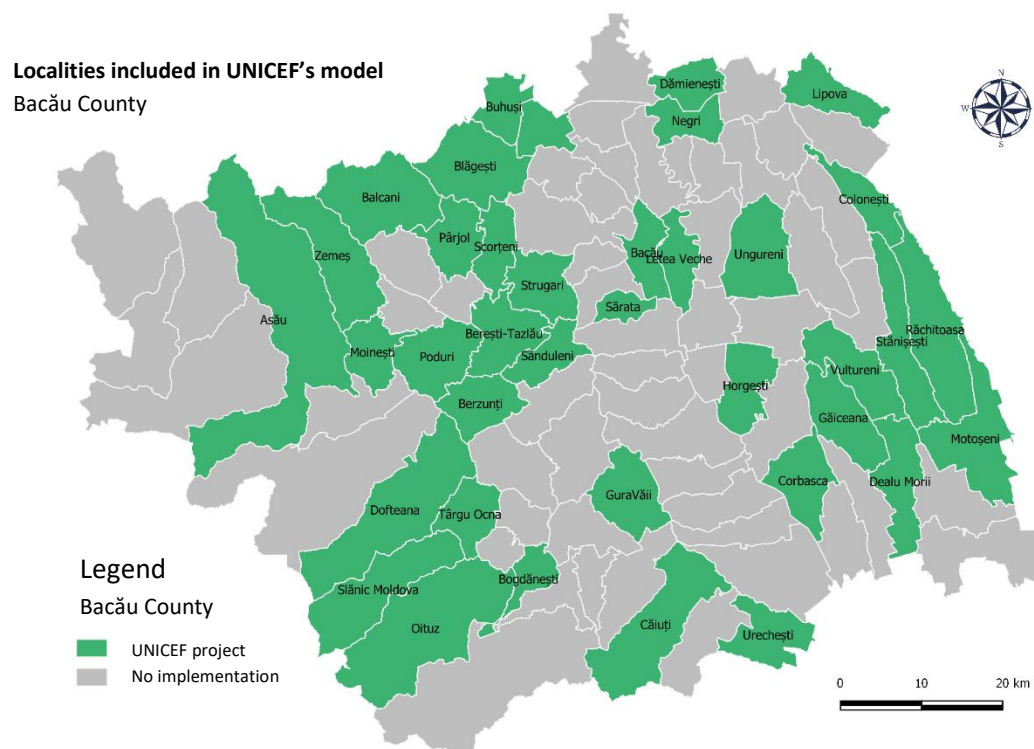 Localities included in UNICEF’s model
Bacău County
N
W
S
Dămienești
Lipova
Buhuși
Negri
Blăgești
Balcani
Colonești
Pârjol
Scorțeni
Zemeș
Bacău
Letea Veche
Ungureni
Strugari
Sărata
Asău
Berești-Tazlău
Răchitoasa
Stănișești
Moinești
Poduri
Sănduleni
Vultureni
Horgești
Berzunți
Găiceana
Motoșeni
Corbasca
Dealu Morii
GuraVăii
Dofteana
Târgu Ocna
Bogdănești
Slănic Moldova
Oituz
Căiuți
Urechești
Legend
Bacău County
UNICEF project
No implementation
0 10 20 km